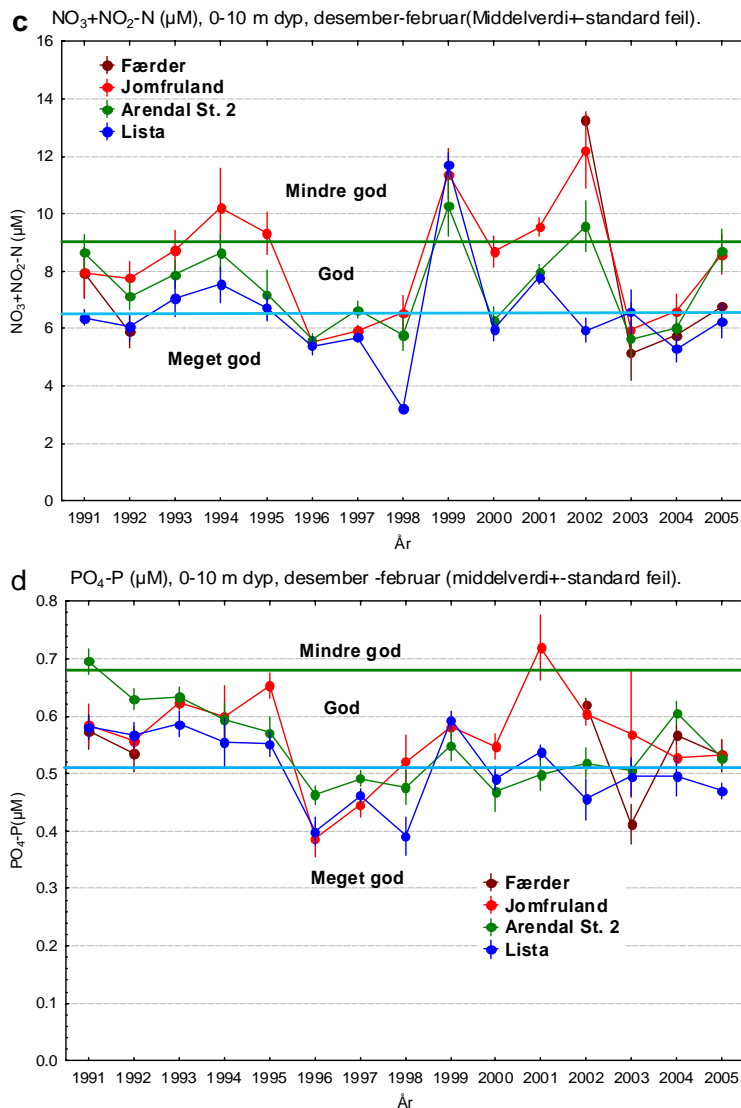 c NO₃+NO₂-N (µM), 0-10 m dyp, desember-februar(Middelverdi+-standard feil).
16
14
12
10
8
6
4
2
0
NO₃+NO₂-N (µM)
Færder
Jomfruland
Arendal St. 2
Lista
Mindre god
God
Meget god
1991 1992 1993 1994 1995 1996 1997 1998 1999 2000 2001 2002 2003 2004 2005
År
d PO₄-P (µM), 0-10 m dyp, desember -februar (middelverdi+-standard feil).
0.8
0.7
0.6
0.5
0.4
0.3
0.2
0.1
0.0
PO₄-P(µM)
Mindre god
God
Meget god
Færder
Jomfruland
Arendal St. 2
Lista
1991 1992 1993 1994 1995 1996 1997 1998 1999 2000 2001 2002 2003 2004 2005
År